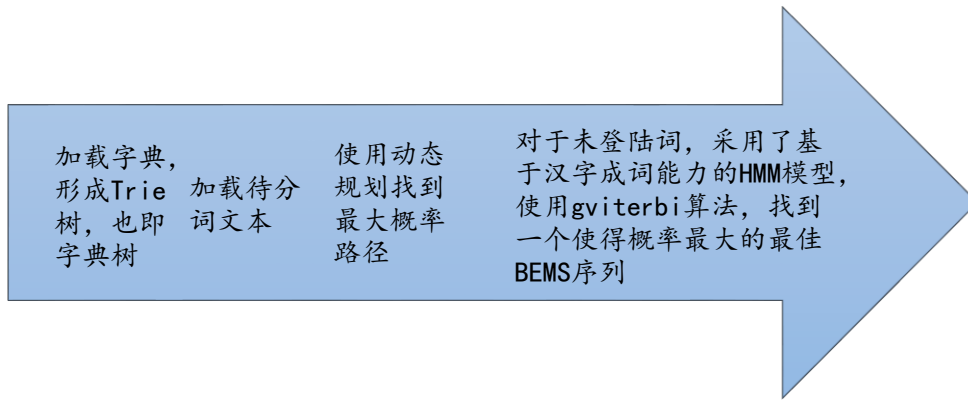 加载字典，
形成Trie
树，也即
字典树
加载待分
词文本
使用动态
规划找到
最大概率
路径
对于未登陆词，采用了基
于汉字成词能力的HMM模型，
使用gviterbi算法，找到
一个使得概率最大的最佳
BEMS序列